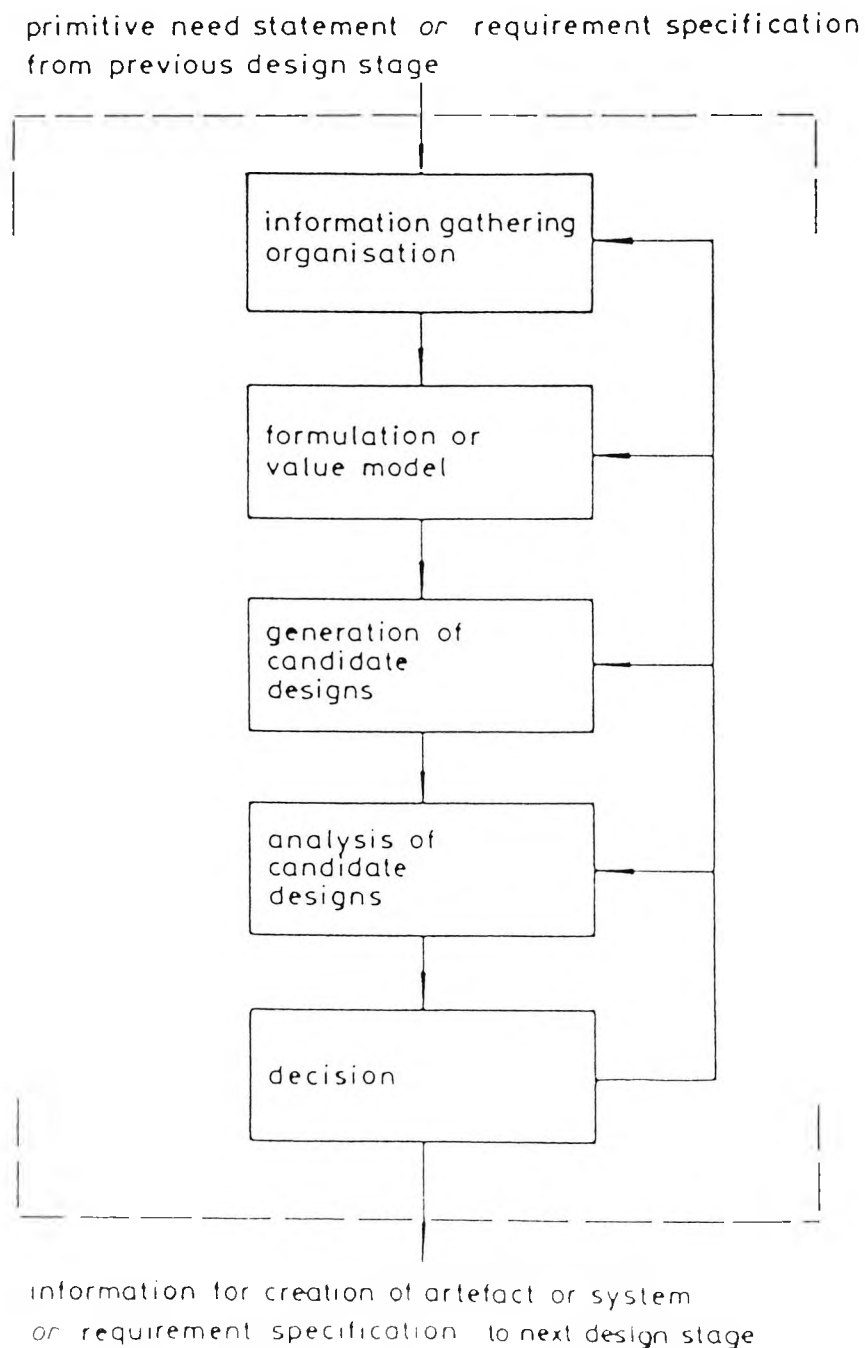 primitive need statement or requirement specification
from previous design stage
information gathering
organisation
formulation or
value model
generation of
candidate
designs
analysis of
candidate
designs
decision
information for creation of artefact or system
or requirement specification to next design stage